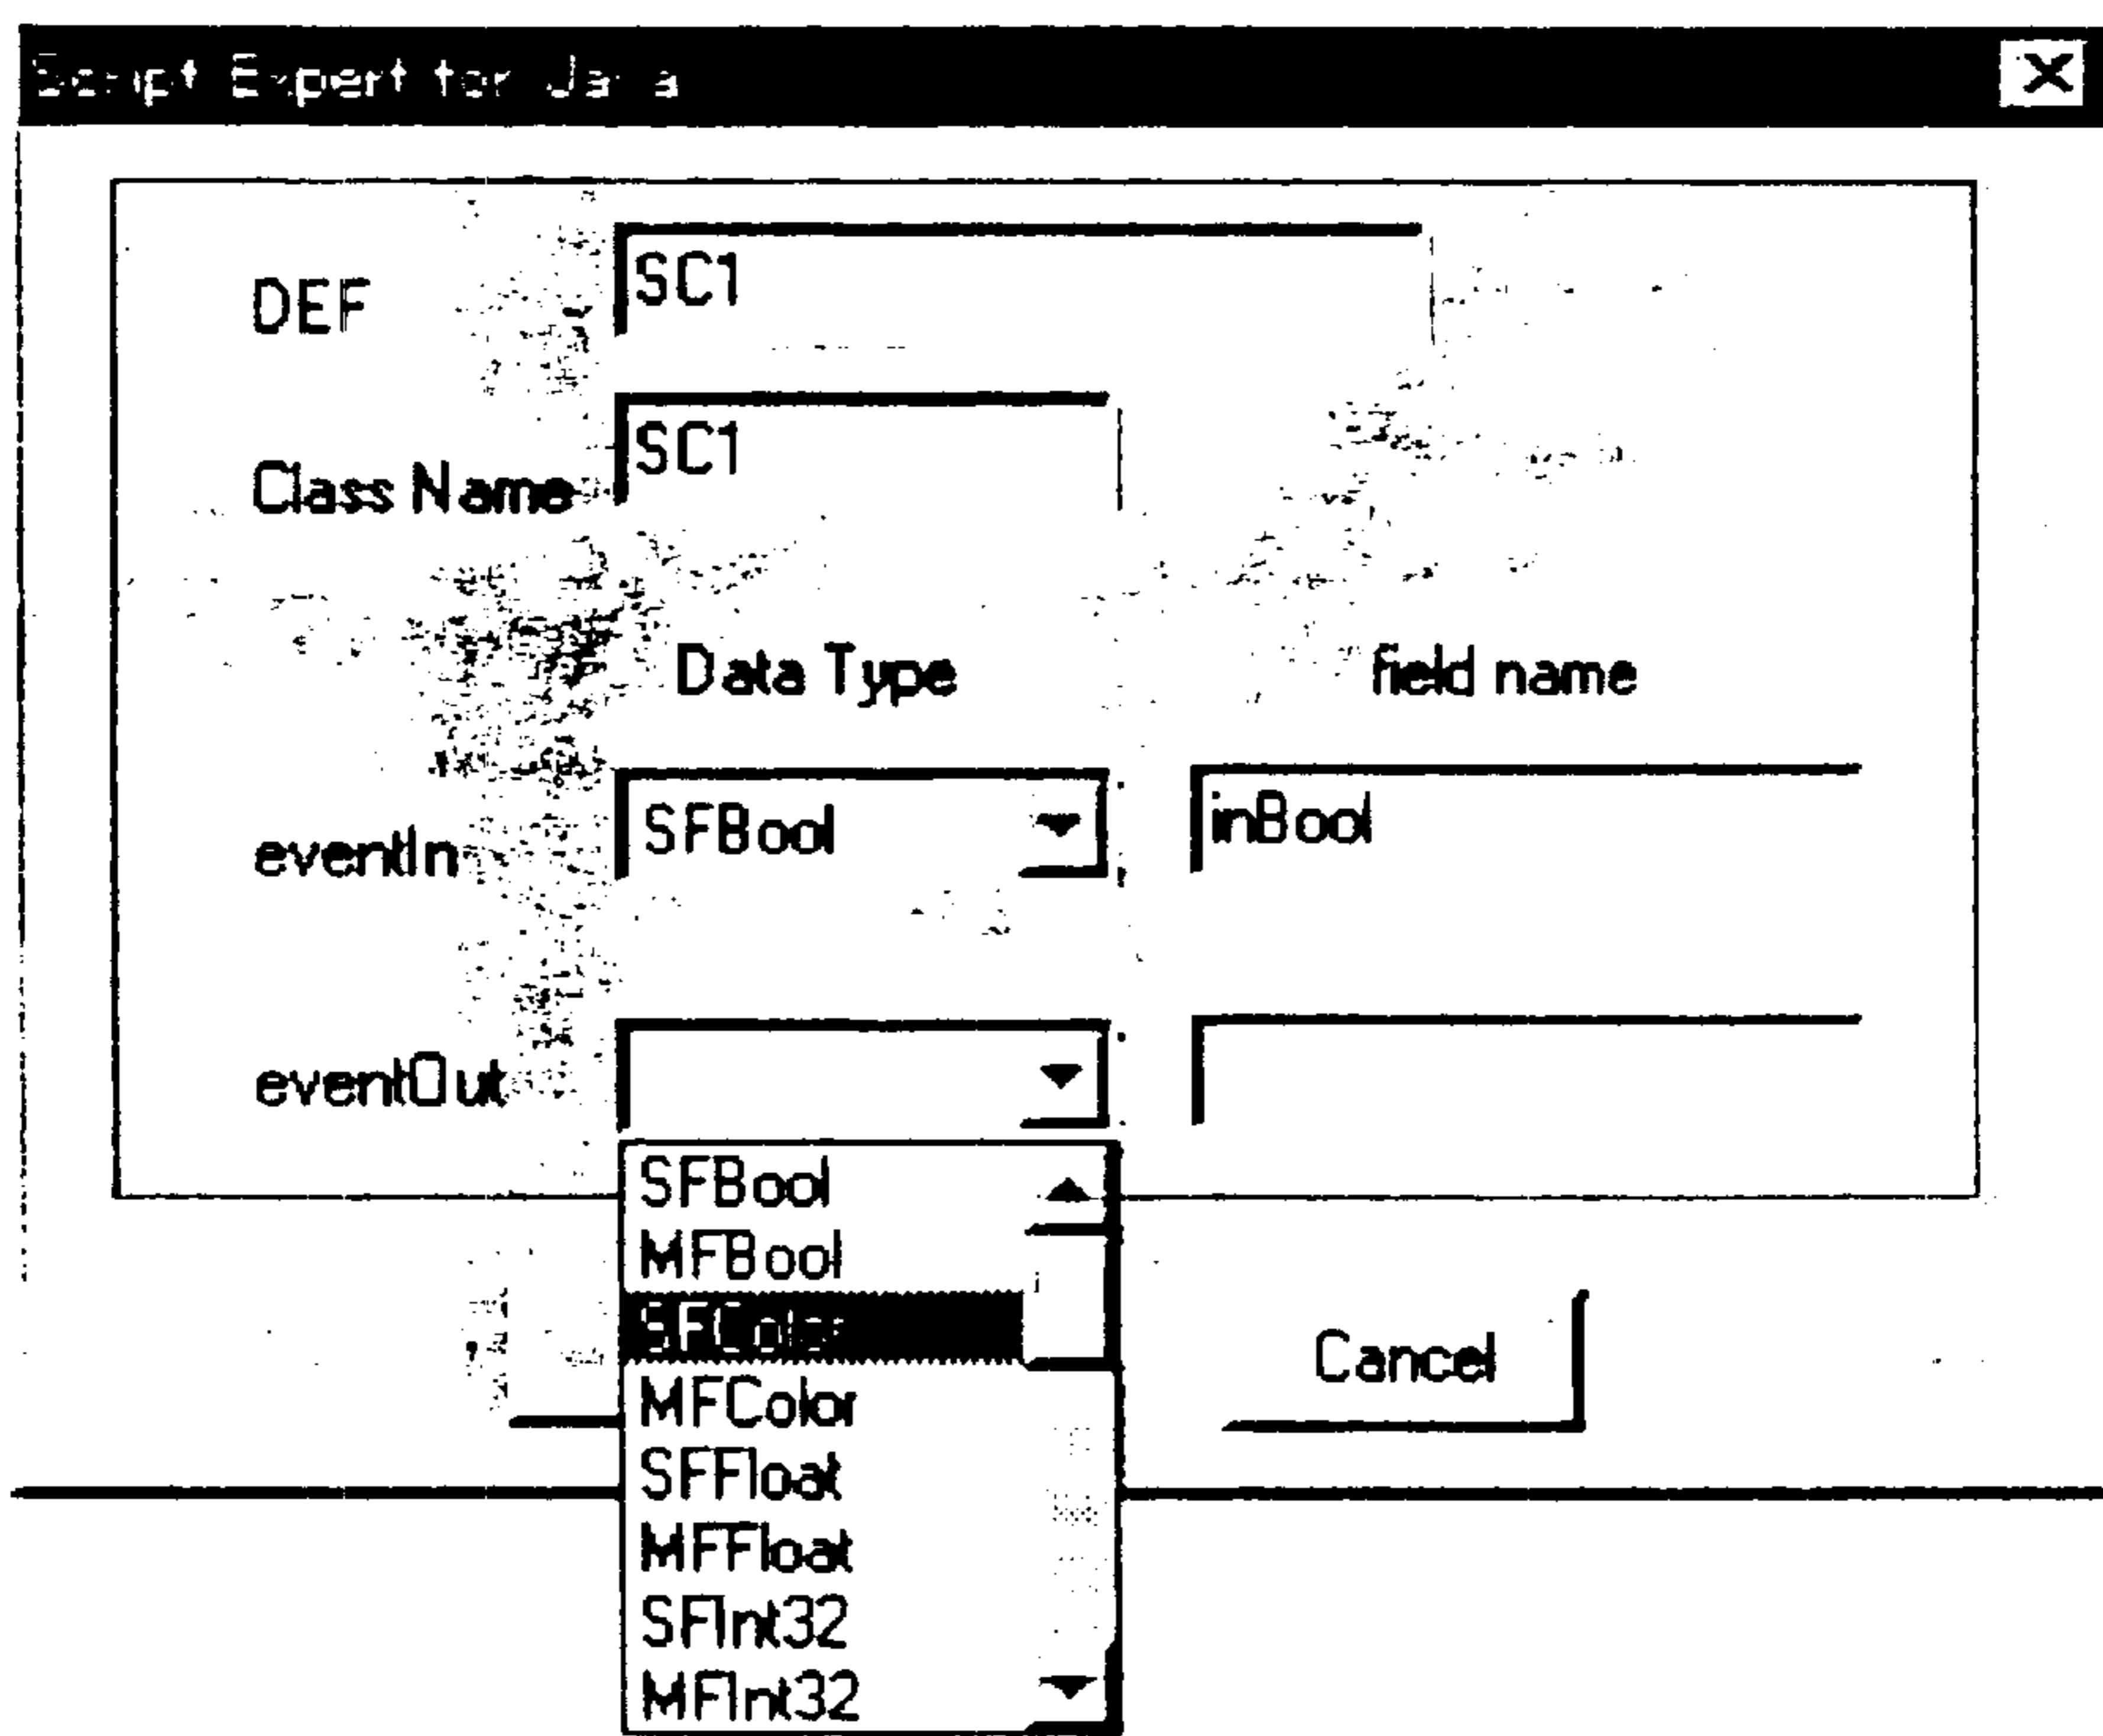 Script Expert for Java
DEF SC1
Class Name SC1
Data Type field name
eventIn SFBool inBool
eventOut
SFBool
MFBool
SFColor
MFColor
SFFloat
MFFloat
SFInt32
MFInt32
Cancel